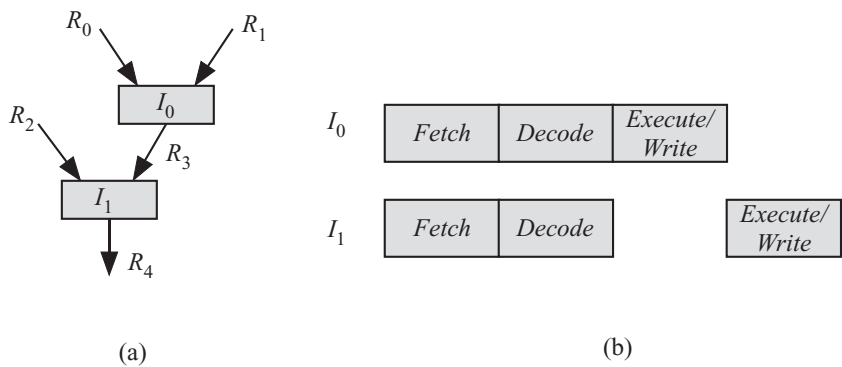 R0 R1
I0
R2
R3
I1
R4
(a)
I0 Fetch Decode Execute/
Write
I1 Fetch Decode Execute/
Write
(b)